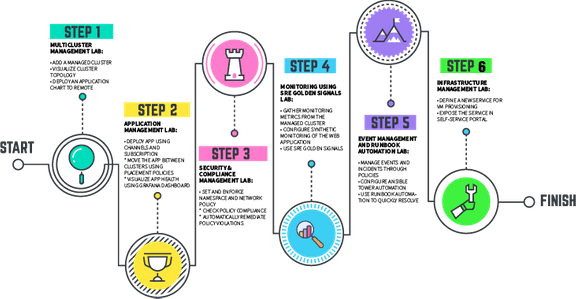 START
STEP 1
MULTICLUSTER
MANAGEMENT LAB:
• ADD A MANAGED CLUSTER
• VISUALIZE CLUSTER
TOPOLOGY
• DEPLOY AN APPLICATION
CHART TO REMOTE
STEP 2
APPLICATION
MANAGEMENT LAB:
• DEPLOY APP USING
CHANNELS AND
SUBSCRIPTION
* MOVE THE APP BETWEEN
CLUSTERS USING
PLACEMENT POLICIES
* VISUALIZE APP HEALTH
USING GRAFANA DASHBOARD
STEP 3
SECURITY &
COMPLIANCE
MANAGEMENT LAB:
• SET AND ENFORCE
NAMESPACE AND NETWORK
POLICY
* CHECK POLICY COMPLIANCE
* AUTOMATICALLY REMEDIATE
POLICY VIOLATIONS
STEP 4
MONITORING USING
SRE GOLDEN SIGNALS
LAB:
• GATHER MONITORING
METRICS FROM THE
MANAGED CLUSTER
• CONFIGURE SYNTHETIC
MONITORING OF THE WEB
APPLICATION
• USE SRE GOLDEN SIGNALS
STEP 5
EVENT MANAGEMENT
AND RUNBOOK
AUTOMATION LAB:
• MANAGE EVENTS AND
INCIDENTS THROUGH
POLICIES
• CONFIGURE ANSIBLE
TOWER AUTOMATION
• USE RUNBOOK AUTOMA-
TION TO QUICKLY RESOLVE
STEP 6
INFRASTRUCTURE
MANAGEMENT LAB:
• DEFINE A NEW SERVICE FOR
VM PROVISIONING
• EXPOSE THE SERVICE IN
SELF-SERVICE PORTAL
FINISH